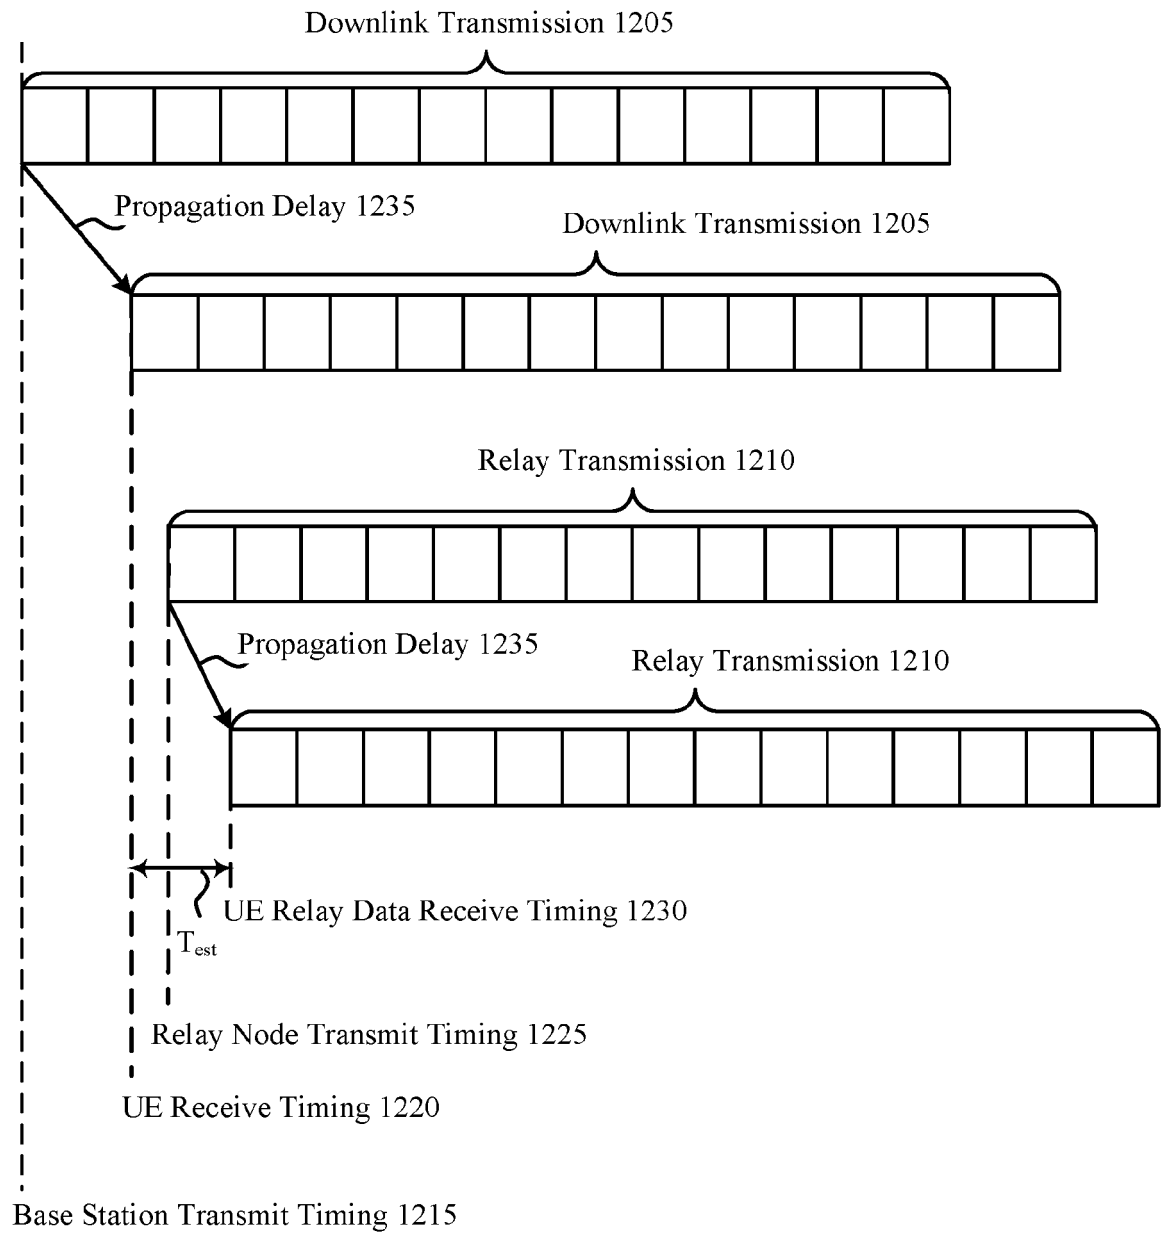 Downlink Transmission 1205
Propagation Delay 1235
Downlink Transmission 1205
Relay Transmission 1210
Propagation Delay 1235
Relay Transmission 1210
UE Relay Data Receive Timing 1230
Test
Relay Node Transmit Timing 1225
UE Receive Timing 1220
Base Station Transmit Timing 1215